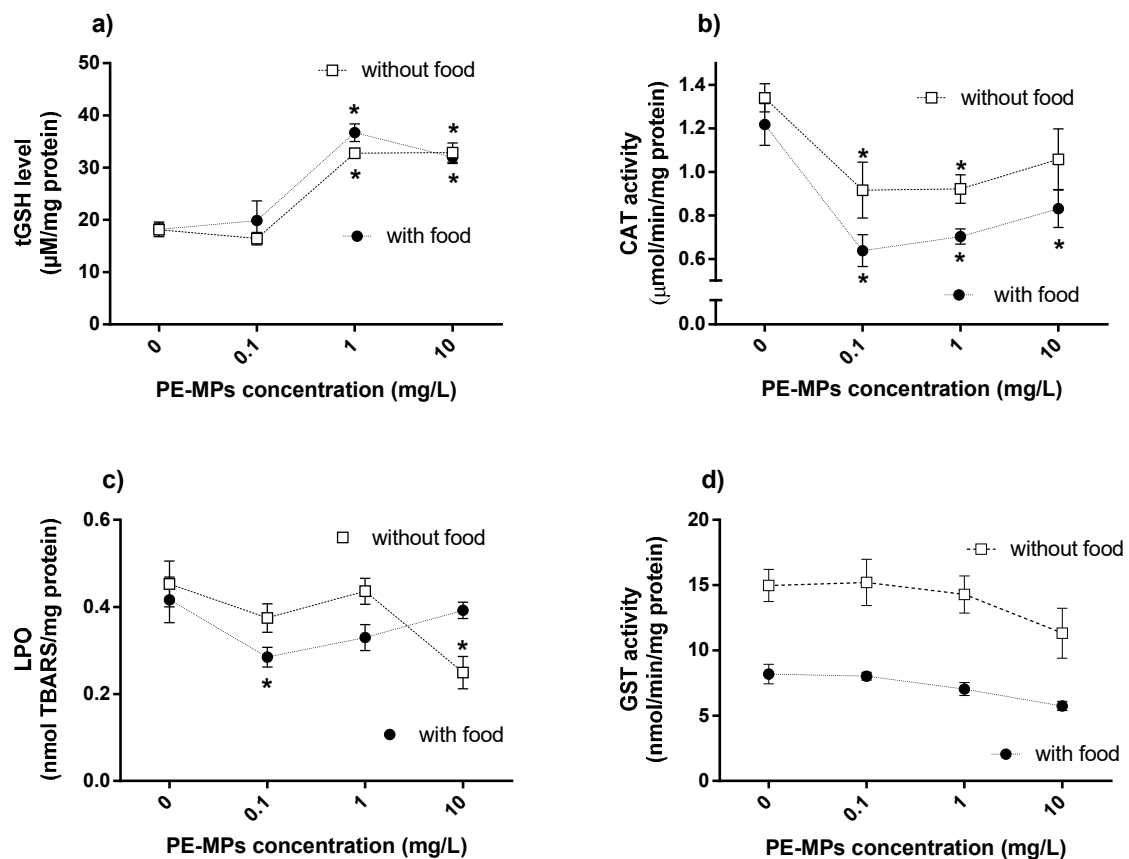 a)
tGSH level
(µM/mg protein)
50
40
30
20
10
0
without food
*
*
*
*
with food
0
0.1
1
10
PE-MPs concentration (mg/L)
b)
CAT activity
(µmol/min/mg protein)
1.4
1.2
1.0
0.8
0.6
0.0
without food
*
*
*
*
*
with food
0
0.1
1
10
PE-MPs concentration (mg/L)
c)
LPO
(nmol TBARS/mg protein)
0.6
0.4
0.2
0.0
without food
*
*
with food
0
0.1
1
10
PE-MPs concentration (mg/L)
d)
GST activity
(nmol/min/mg protein)
20
15
10
5
0
without food
with food
0
0.1
1
10
PE-MPs concentration (mg/L)